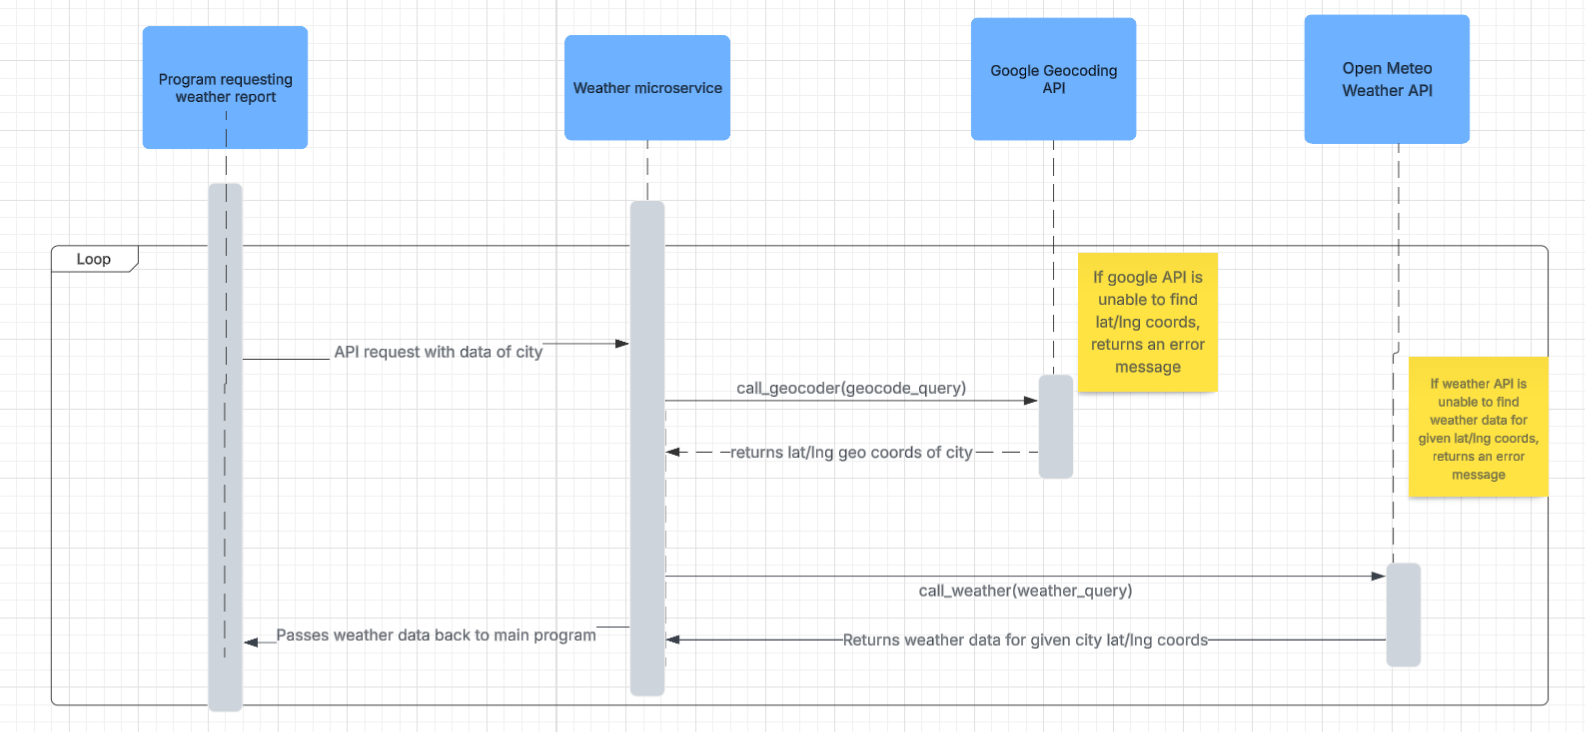 Program requesting
weather report
Weather microservice
Google Geocoding
API
Open Meteo
Weather API
Loop
If google API is
unable to find
lat/lng coords,
returns an error
message
API request with data of city
call_geocoder(geocode_query)
If weather API is
unable to find
weather data for
given lat/lng coords,
returns an error
message
returns lat/lng geo coords of city
call_weather(weather_query)
Passes weather data back to main program
Returns weather data for given city lat/lng coords